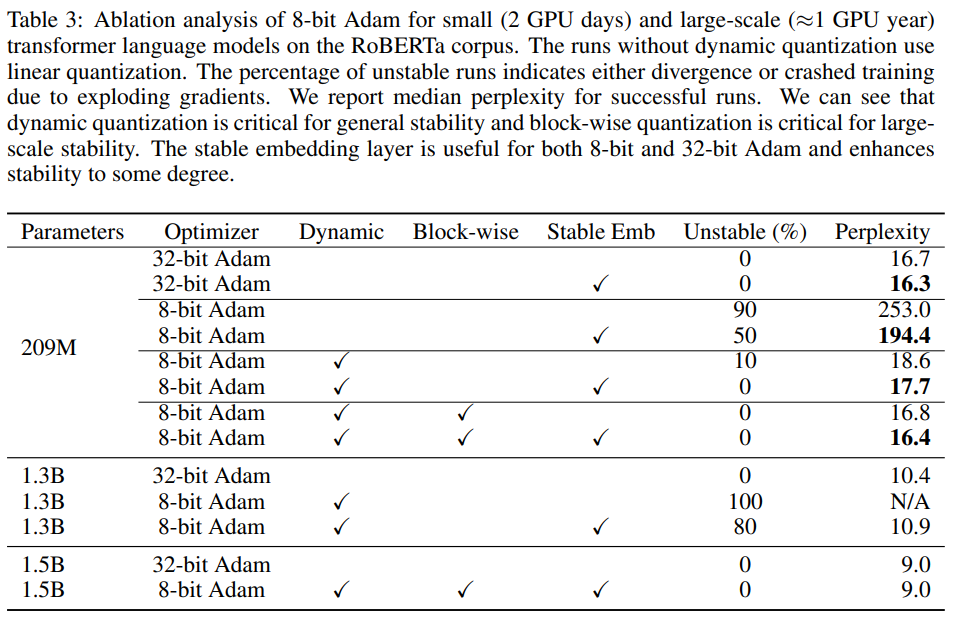 Table 3: Ablation analysis of 8-bit Adam for small (2 GPU days) and large-scale (≈1 GPU year)
transformer language models on the RoBERTa corpus. The runs without dynamic quantization use
linear quantization. The percentage of unstable runs indicates either divergence or crashed training
due to exploding gradients. We report median perplexity for successful runs. We can see that
dynamic quantization is critical for general stability and block-wise quantization is critical for large-
scale stability. The stable embedding layer is useful for both 8-bit and 32-bit Adam and enhances
stability to some degree.
Parameters Optimizer Dynamic Block-wise Stable Emb Unstable (%) Perplexity
32-bit Adam 0 16.7
32-bit Adam ✓ 0 16.3
8-bit Adam 90 253.0
8-bit Adam ✓ 50 194.4
209M
8-bit Adam ✓ 10 18.6
8-bit Adam ✓ ✓ 0 17.7
8-bit Adam ✓ ✓ 0 16.8
8-bit Adam ✓ ✓ ✓ 0 16.4
1.3B 32-bit Adam 0 10.4
1.3B 8-bit Adam ✓ 100 N/A
1.3B 8-bit Adam ✓ ✓ 80 10.9
1.5B 32-bit Adam 0 9.0
1.5B 8-bit Adam ✓ ✓ ✓ 0 9.0